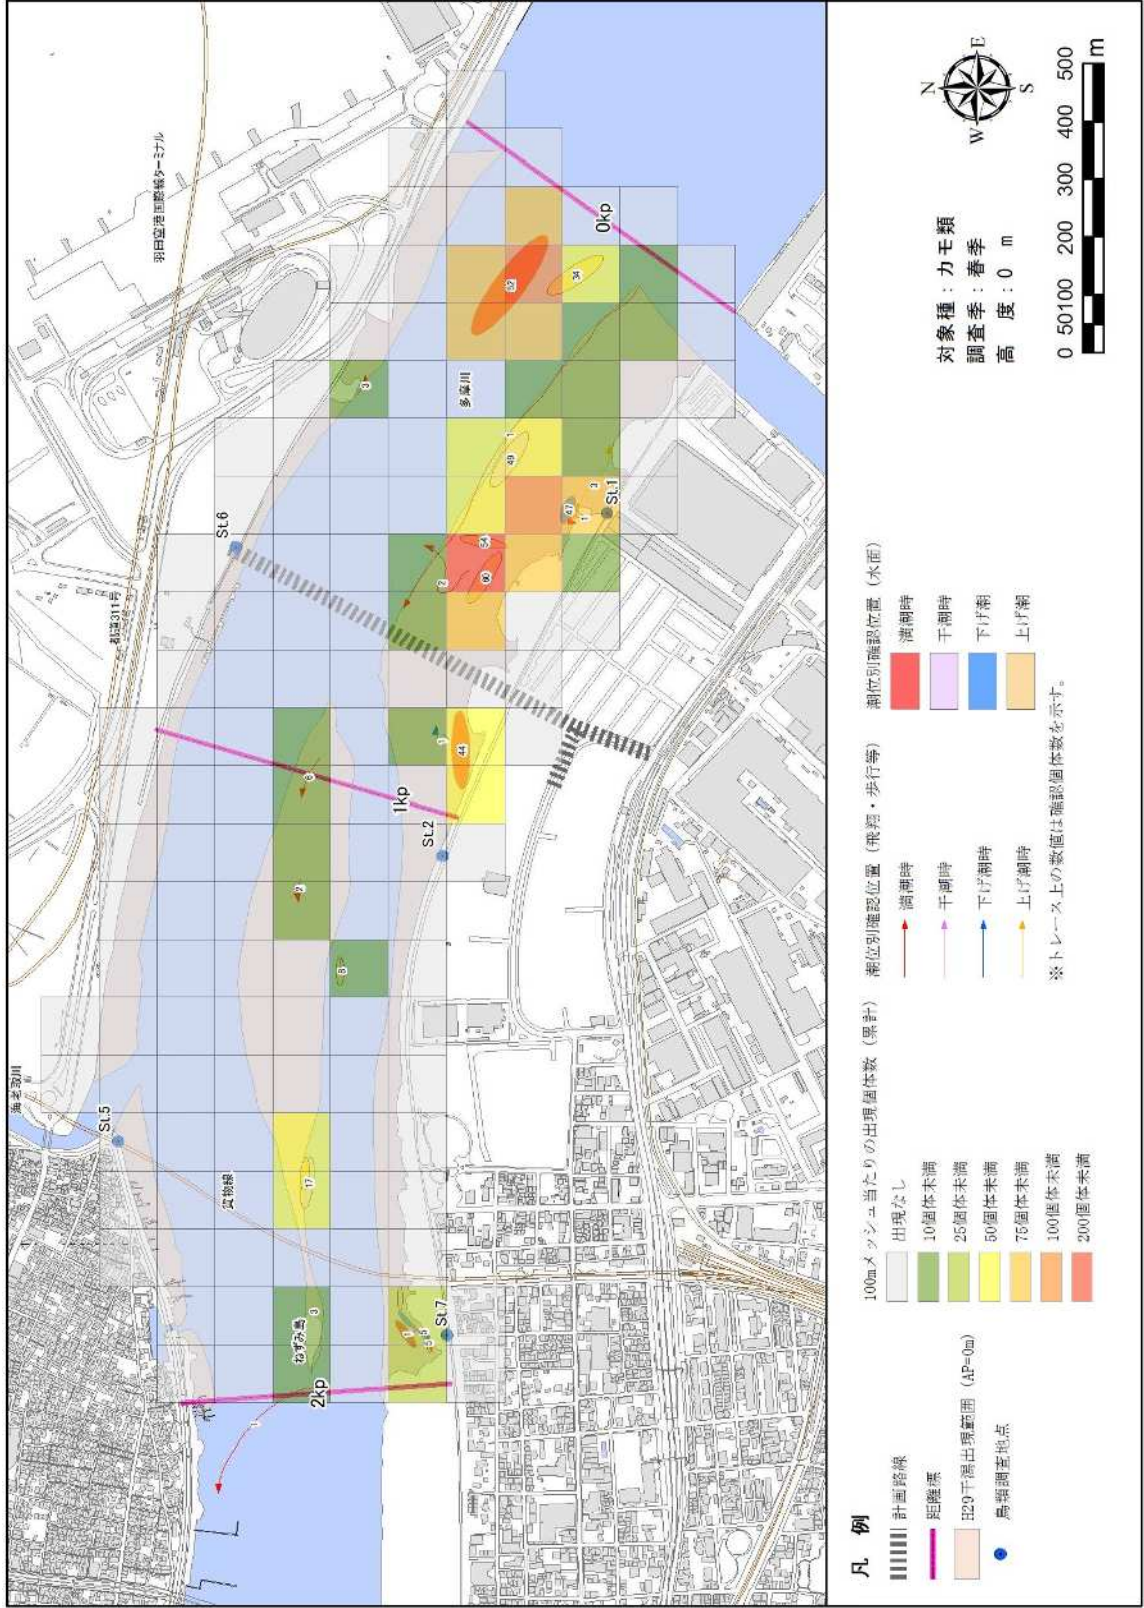 羽田空港国際線ターミナル
海老取川
都道311号
St.5
St.6
貨物線
多摩川
ねずみ島
2kp
1kp
0kp
St.7
St.2
St.1
1
3
17
8
2
6
44
1
2
60
54
49
1
47
1
3
3
52
34
凡 例
計画路線
距離標
H29干潟出現範囲 (AP=0m)
鳥類調査地点
100mメッシュ当たりの出現個体数 (累計)
出現なし
10個体未満
25個体未満
50個体未満
75個体未満
100個体未満
200個体未満
潮位別確認位置 (飛翔・歩行等)
満潮時
干潮時
下げ潮時
上げ潮時
潮位別確認位置 (水面)
満潮時
干潮時
下げ潮
上げ潮
※トレース上の数値は確認個体数を示す。
対象種：カモ類
調査季：春季
高 度：0 m
N
E
S
W
0 50 100 200 300 400 500
m